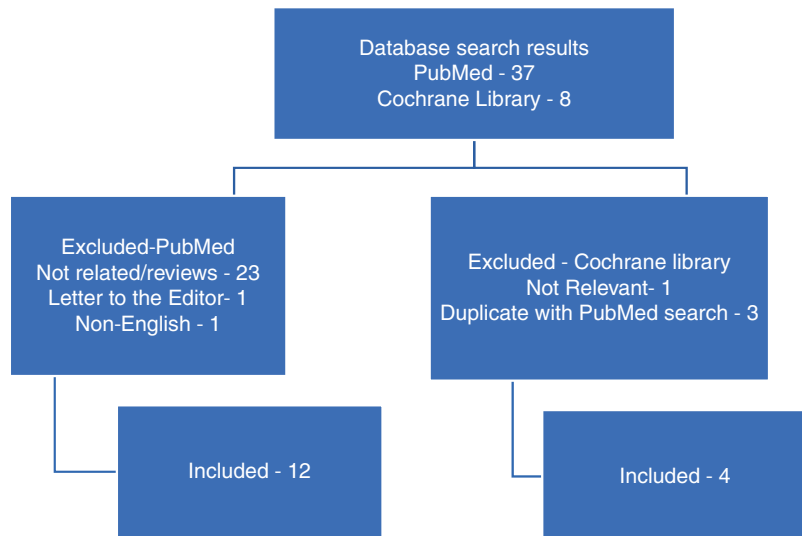 Database search results
PubMed - 37
Cochrane Library - 8
Excluded-PubMed
Not related/reviews - 23
Letter to the Editor- 1
Non-English - 1
Excluded - Cochrane library
Not Relevant- 1
Duplicate with PubMed search - 3
Included - 12
Included - 4